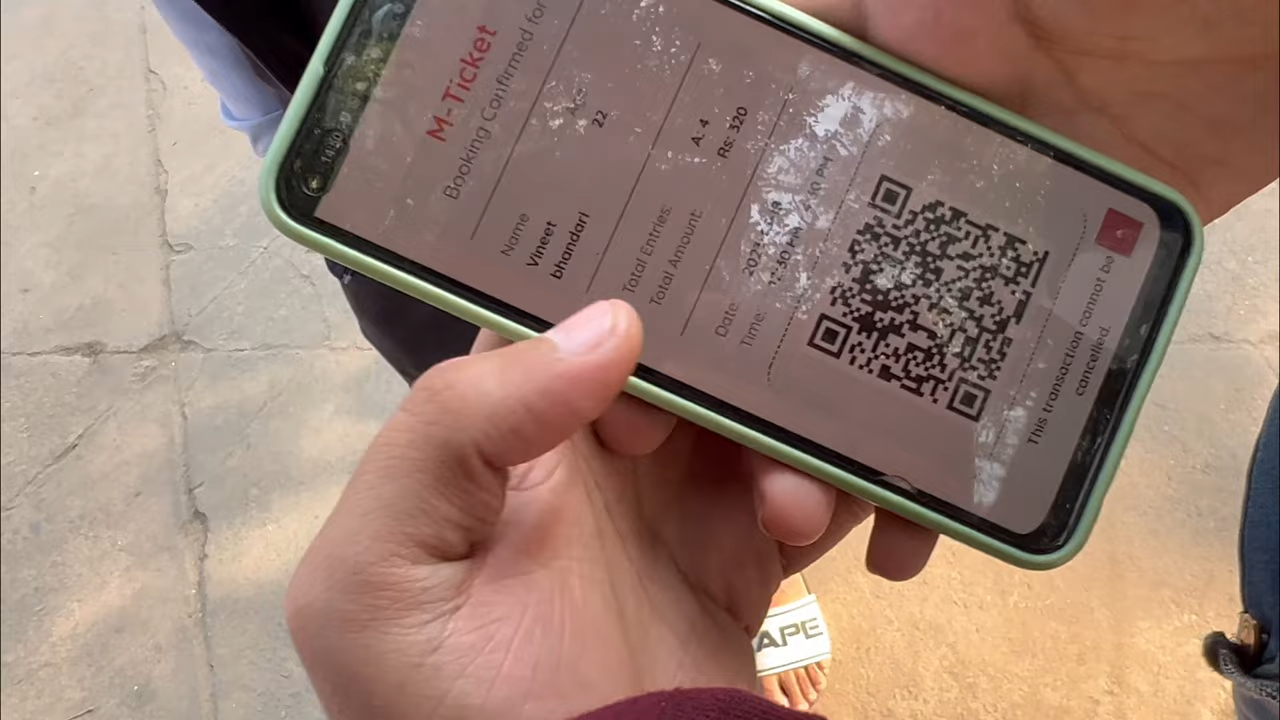 M-Ticket
Booking Confirmed for
Name
Age
Vineet
22
bhandari
Total Entries:
A: 4
Total Amount:
Rs: 320
Date:
Time:
This transaction cannot be
cancelled.
APE